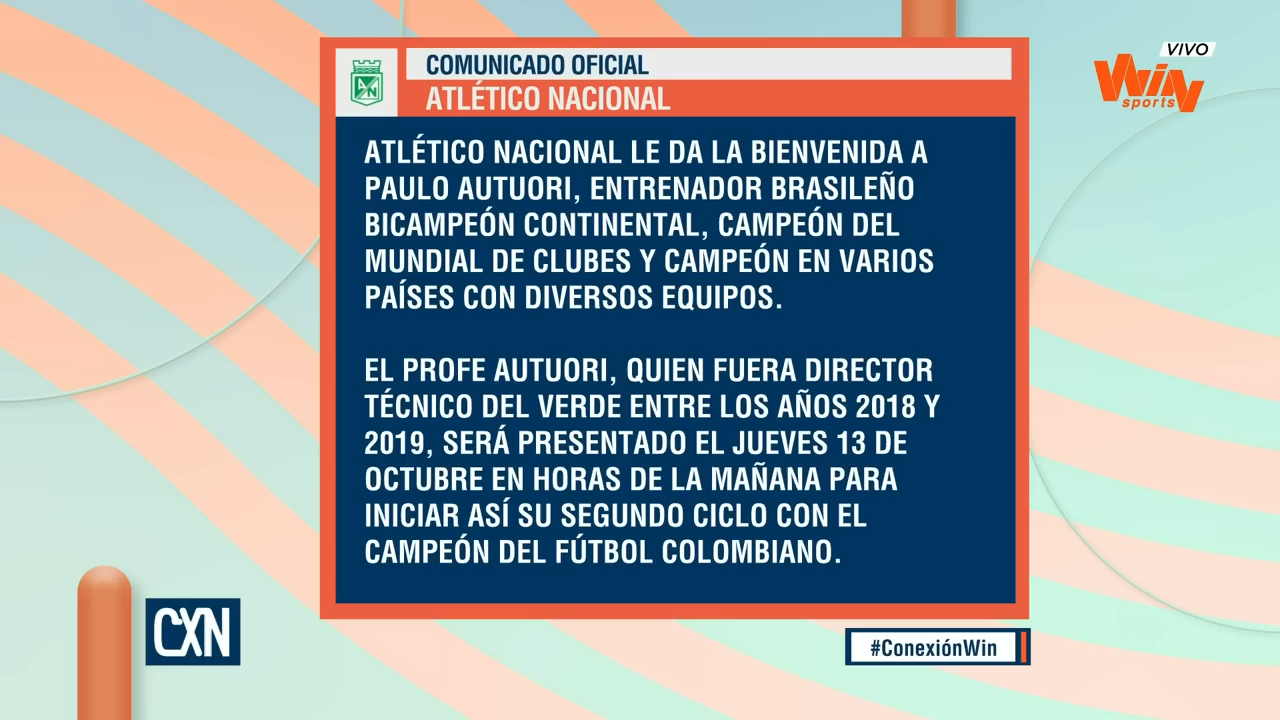 VIVO
WiN
sports
COMUNICADO OFICIAL
AN
ATLÉTICO NACIONAL
ATLÉTICO NACIONAL LE DA LA BIENVENIDA A
PAULO AUTUORI, ENTRENADOR BRASILEÑO
BICAMPEÓN CONTINENTAL, CAMPEÓN DEL
MUNDIAL DE CLUBES Y CAMPEÓN EN VARIOS
PAÍSES CON DIVERSOS EQUIPOS.
EL PROFE AUTUORI, QUIEN FUERA DIRECTOR
TÉCNICO DEL VERDE ENTRE LOS AÑOS 2018 Y
2019, SERÁ PRESENTADO EL JUEVES 13 DE
OCTUBRE EN HORAS DE LA MAÑANA PARA
INICIAR ASÍ SU SEGUNDO CICLO CON EL
CAMPEÓN DEL FÚTBOL COLOMBIANO.
CXN
#ConexiónWin